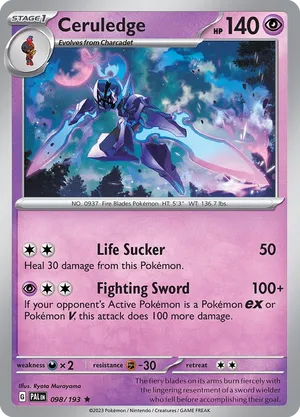 STAGE 1
Ceruledge
HP 140
Evolves from Charcadet
NO. 0937 Fire Blades Pokémon HT: 5'3" WT: 136.7 lbs.
Life Sucker 50
Heal 30 damage from this Pokémon.
Fighting Sword 100+
If your opponent's Active Pokémon is a Pokémon ex or
Pokémon V, this attack does 100 more damage.
weakness ×2 resistance -30 retreat
Illus. Ryota Murayama
G PAL EN 098/193
The fiery blades on its arms burn fiercely with
the lingering resentment of a sword wielder
who fell before accomplishing their goal.
©2023 Pokémon / Nintendo / Creatures / GAME FREAK